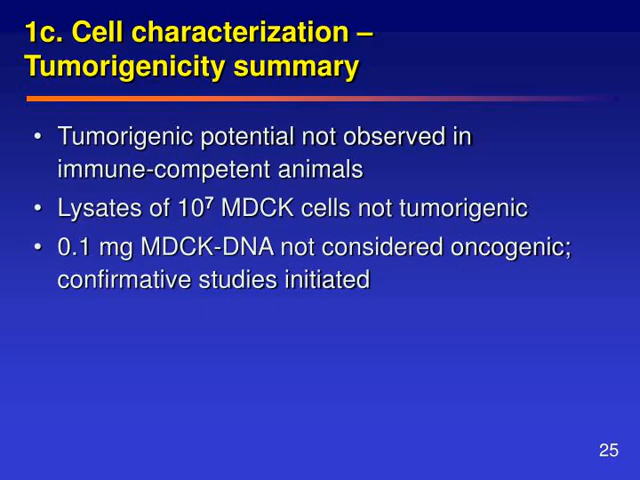 1c. Cell characterization –
Tumorigenicity summary
• Tumorigenic potential not observed in
immune-competent animals
• Lysates of 10⁷ MDCK cells not tumorigenic
• 0.1 mg MDCK-DNA not considered oncogenic;
confirmative studies initiated
25